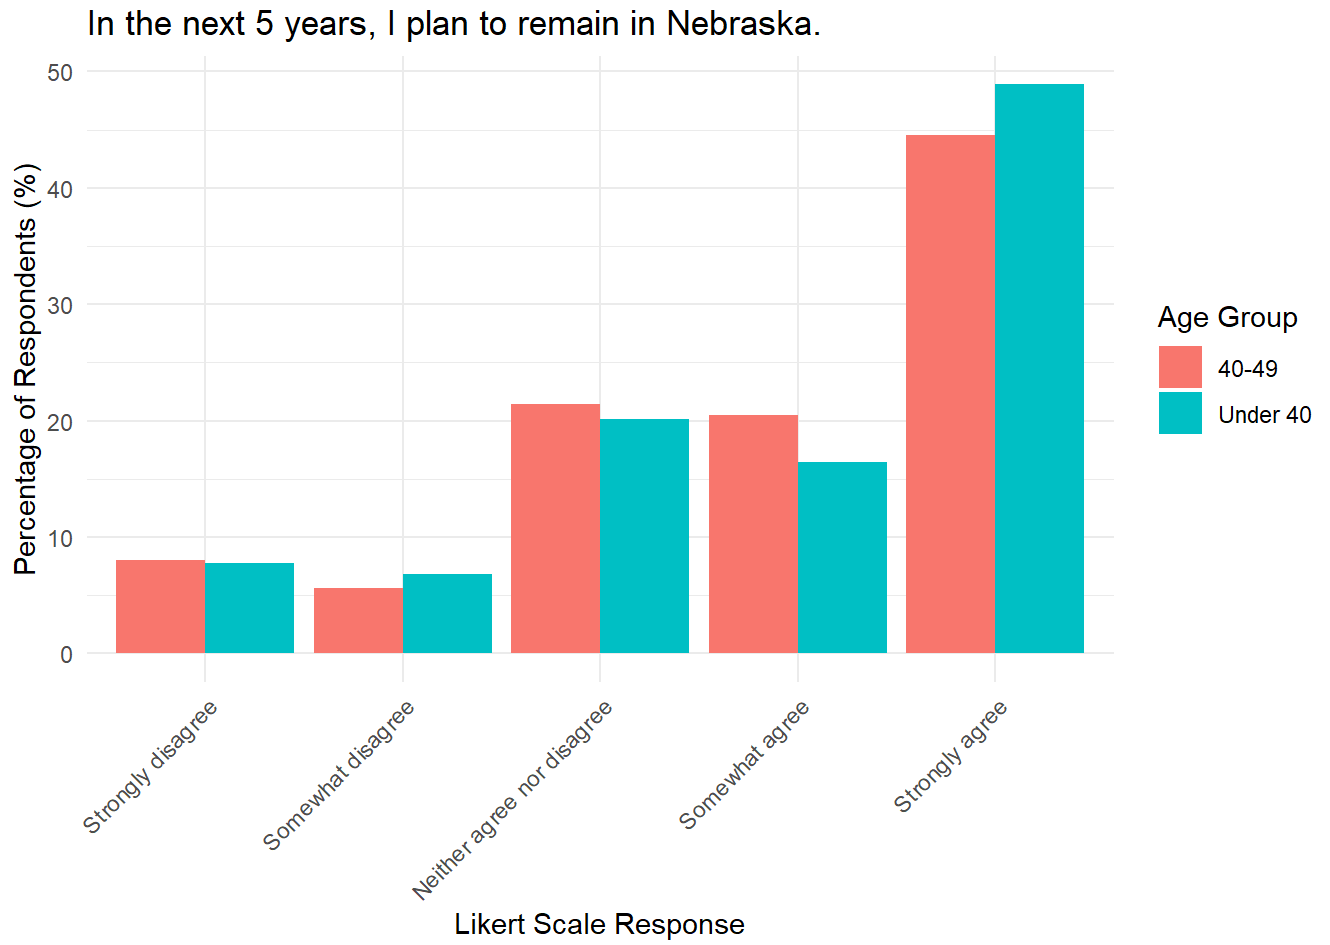 In the next 5 years, I plan to remain in Nebraska.
Percentage of Respondents (%)
50
40
30
20
10
0
Strongly disagree
Somewhat disagree
Neither agree nor disagree
Somewhat agree
Strongly agree
Likert Scale Response
Age Group
40-49
Under 40